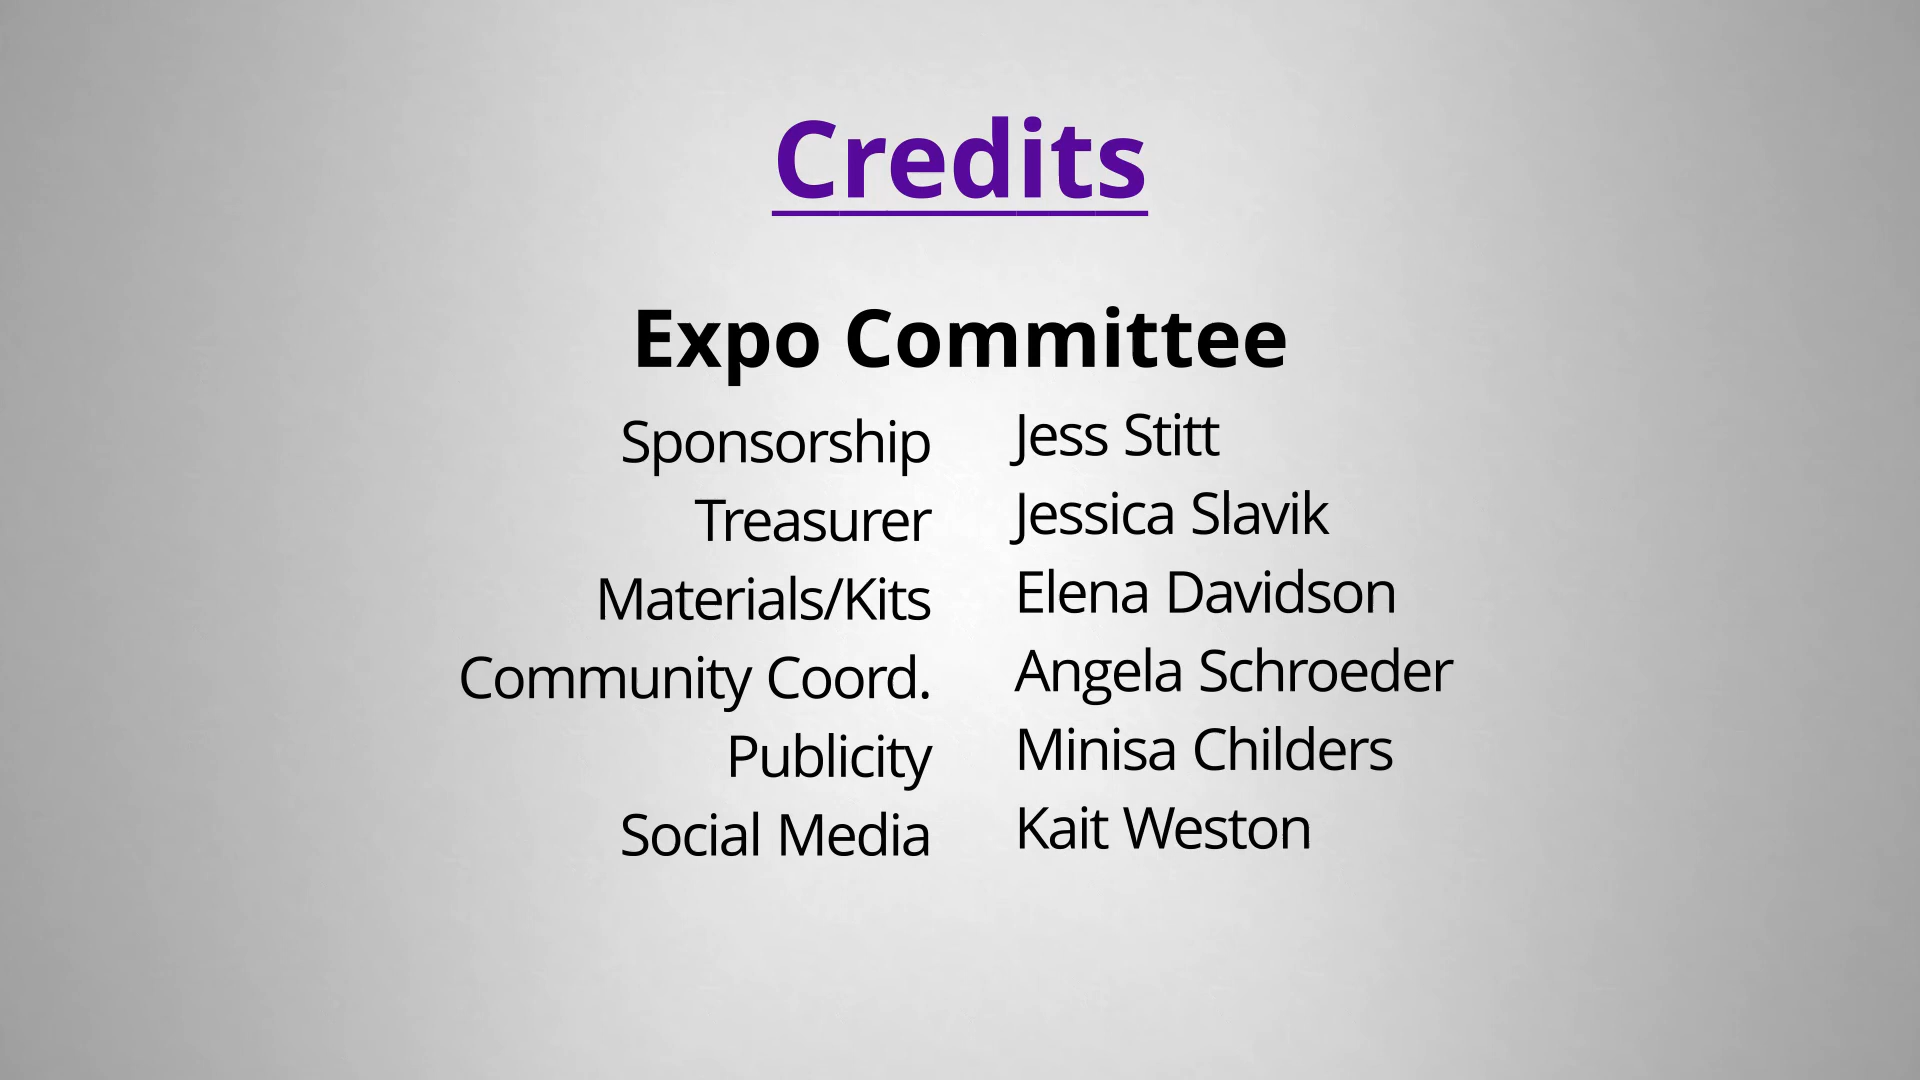 Credits
Expo Committee
Sponsorship Jess Stitt
Treasurer Jessica Slavik
Materials/Kits Elena Davidson
Community Coord. Angela Schroeder
Publicity Minisa Childers
Social Media Kait Weston